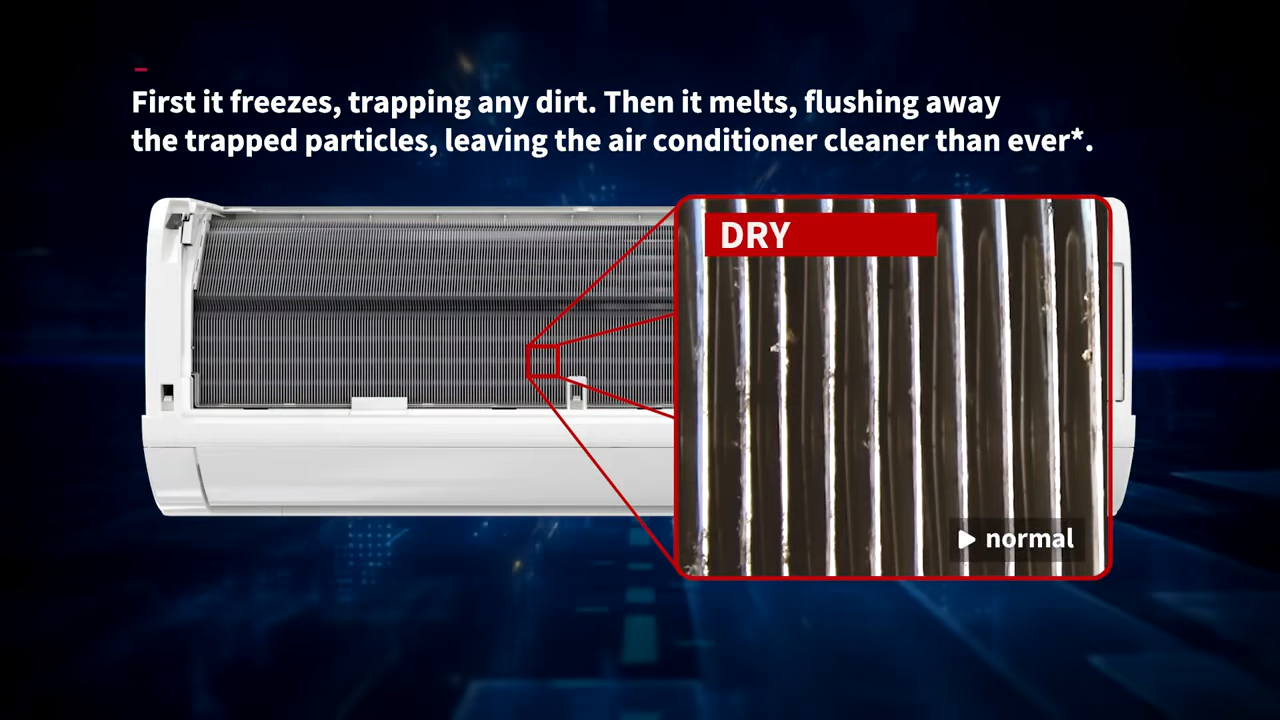 First it freezes, trapping any dirt. Then it melts, flushing away
the trapped particles, leaving the air conditioner cleaner than ever*.
DRY
normal